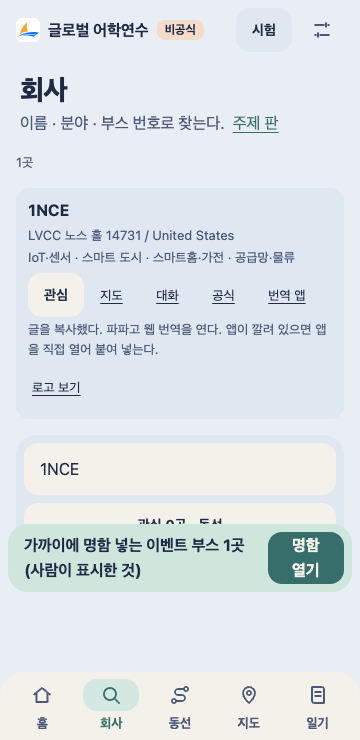 글로벌 어학연수 비공식 시험
회사
이름 · 분야 · 부스 번호로 찾는다. 주제 판
1곳
1NCE
LVCC 노스 홀 14731 / United States
IoT·센서 · 스마트 도시 · 스마트홈·가전 · 공급망·물류
관심 지도 대화 공식 번역 앱
글을 복사했다. 파파고 웹 번역을 연다. 앱이 깔려 있으면 앱
을 직접 열어 붙여 넣는다.
로고 보기
1NCE
관심 0곳 · 동선
가까이에 명함 넣는 이벤트 부스 1곳
(사람이 표시한 것)
명함
열기
홈 회사 동선 지도 일기